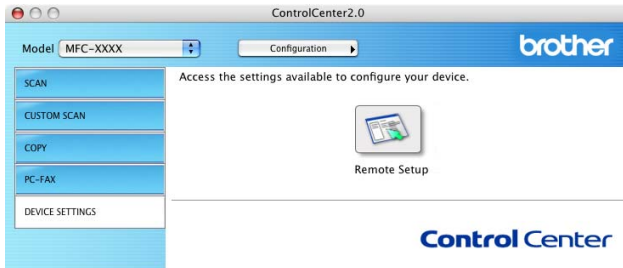 ControlCenter2.0
Model MFC-XXXX Configuration brother
SCAN
Access the settings available to configure your device.
CUSTOM SCAN
COPY
PC-FAX
Remote Setup
DEVICE SETTINGS
Control Center